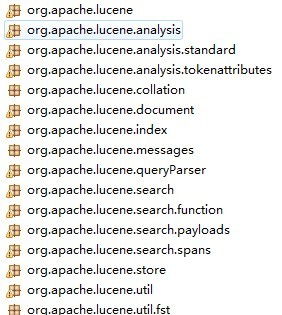 org.apache.lucene
org.apache.lucene.analysis
org.apache.lucene.analysis.standard
org.apache.lucene.analysis.tokenattributes
org.apache.lucene.collation
org.apache.lucene.document
org.apache.lucene.index
org.apache.lucene.messages
org.apache.lucene.queryParser
org.apache.lucene.search
org.apache.lucene.search.function
org.apache.lucene.search.payloads
org.apache.lucene.search.spans
org.apache.lucene.store
org.apache.lucene.util
org.apache.lucene.util.fst